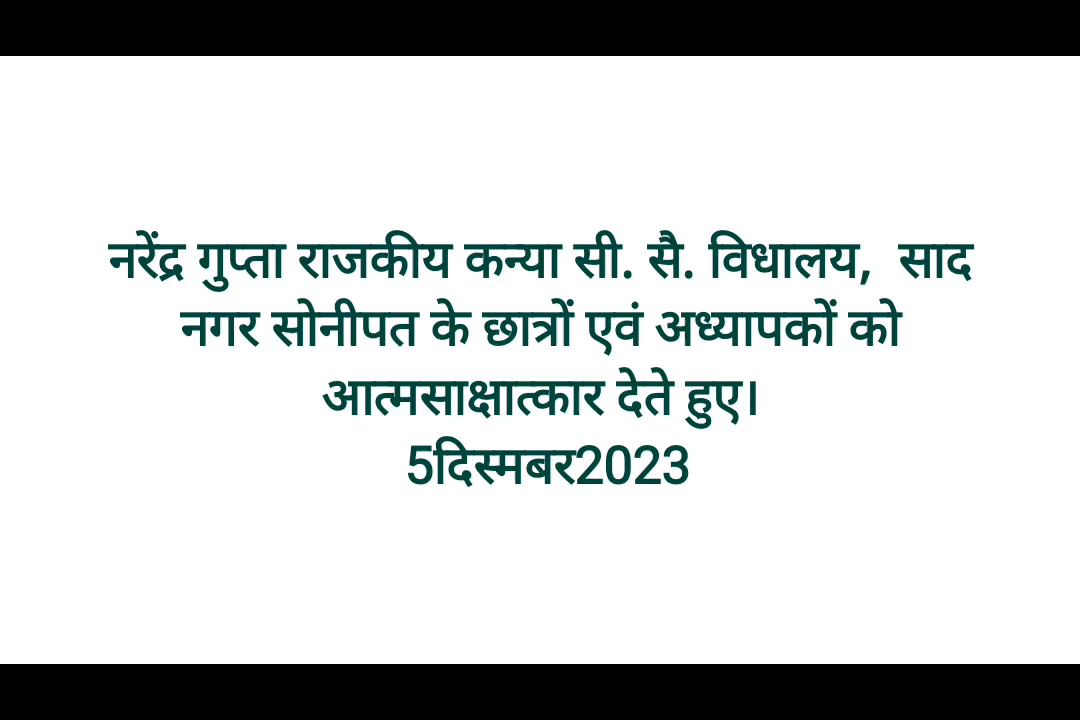 नरेंद्र गुप्ता राजकीय कन्या सी. सै. विधालय, साद
नगर सोनीपत के छात्रों एवं अध्यापकों को
आत्मसाक्षात्कार देते हुए।
5दिस्मबर2023